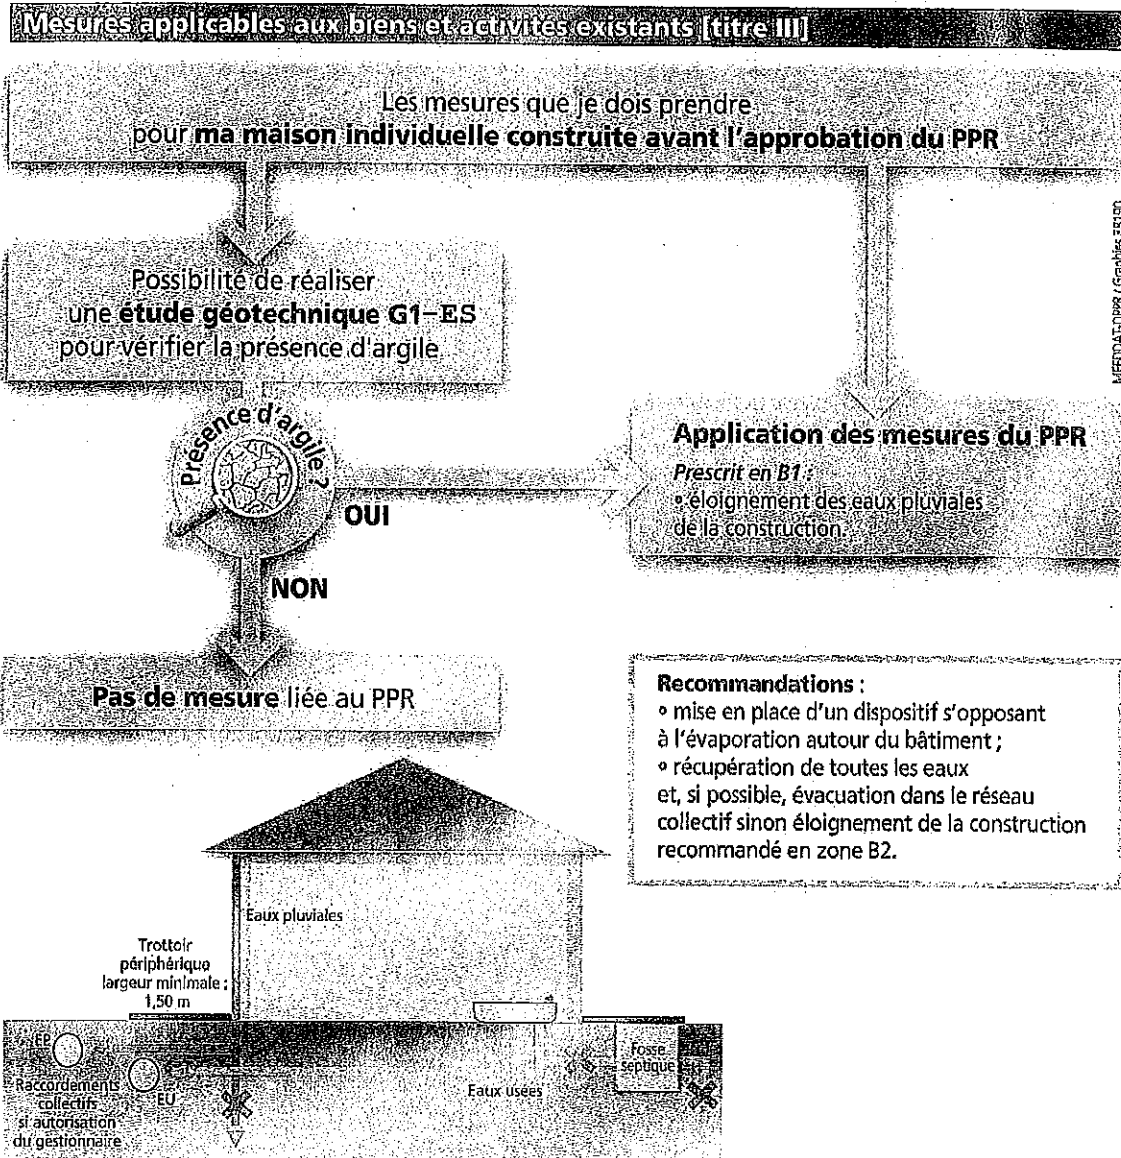 Mesures applicables aux biens et activités existants [titre III]
Les mesures que je dois prendre
pour ma maison individuelle construite avant l'approbation du PPR
Possibilité de réaliser
une étude géotechnique G1-ES
pour vérifier la présence d'argile
Présence d'argile ?
OUI
NON
Application des mesures du PPR
Prescrit en B1 :
• éloignement des eaux pluviales
de la construction.
Pas de mesure liée au PPR
Recommandations :
• mise en place d'un dispositif s'opposant
à l'évaporation autour du bâtiment ;
• récupération de toutes les eaux
et, si possible, évacuation dans le réseau
collectif sinon éloignement de la construction
recommandé en zone B2.
Eaux pluviales
Trottoir
périphérique
largeur minimale :
1,50 m
EP
EU
Raccordements
collectifs
si autorisation
du gestionnaire
Eaux usées
Fosse
septique